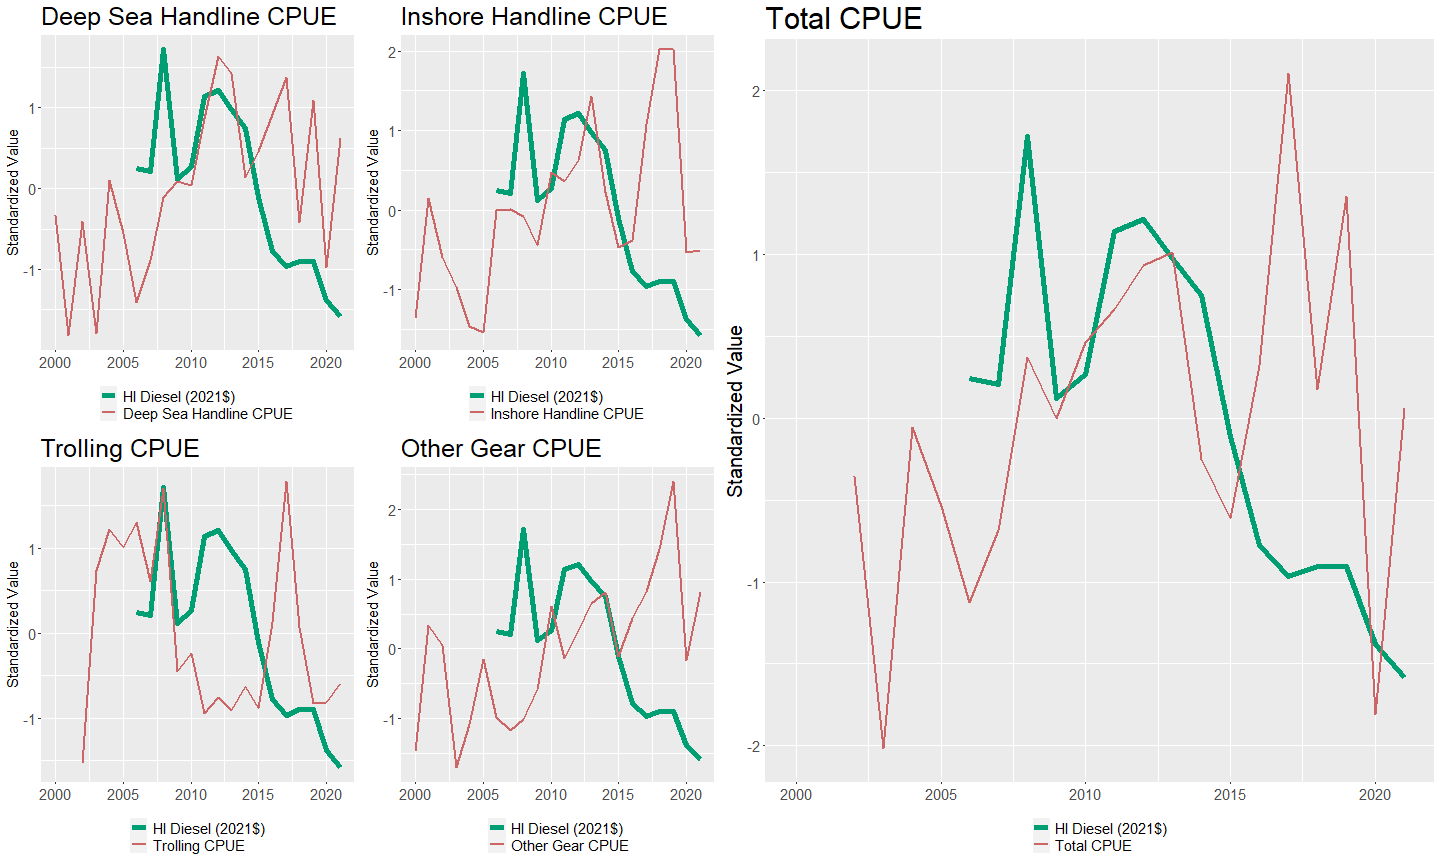 Deep Sea Handline CPUE
Standardized Value
1
0
-1
2000 2005 2010 2015 2020
HI Diesel (2021$)
Deep Sea Handline CPUE
Inshore Handline CPUE
Standardized Value
2
1
0
-1
2000 2005 2010 2015 2020
HI Diesel (2021$)
Inshore Handline CPUE
Trolling CPUE
Standardized Value
1
0
-1
2000 2005 2010 2015 2020
HI Diesel (2021$)
Trolling CPUE
Other Gear CPUE
Standardized Value
2
1
0
-1
2000 2005 2010 2015 2020
HI Diesel (2021$)
Other Gear CPUE
Total CPUE
Standardized Value
2
1
0
-1
-2
2000 2005 2010 2015 2020
HI Diesel (2021$)
Total CPUE